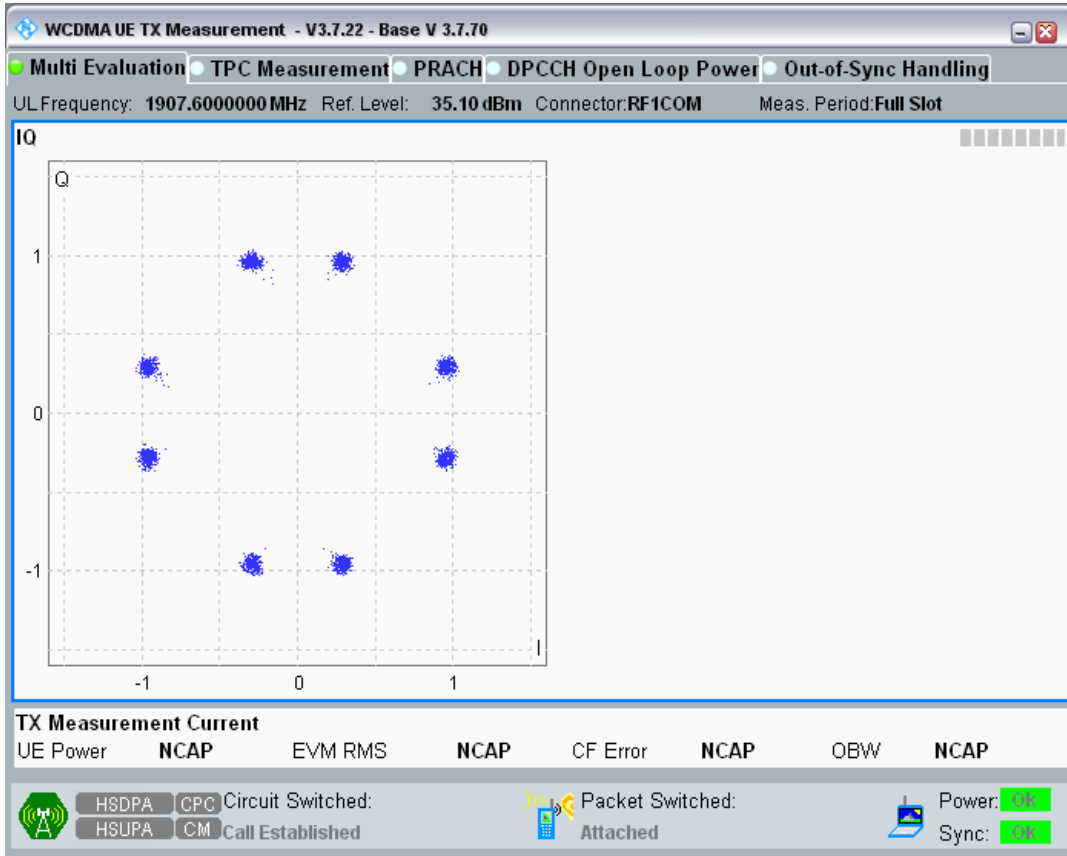 WCDMA UE TX Measurement - V3.7.22 - Base V 3.7.70
Multi Evaluation TPC Measurement PRACH DPCCH Open Loop Power Out-of-Sync Handling
UL Frequency: 1907.6000000 MHz Ref. Level: 35.10 dBm Connector:RF1COM Meas. Period:Full Slot
IQ
Q
1
0
-1
I
-1 0 1
TX Measurement Current
UE Power NCAP EVM RMS NCAP CF Error NCAP OBW NCAP
HSDPA CPC Circuit Switched: Packet Switched: Power: Ok
HSUPA CM Call Established Attached Sync: Ok